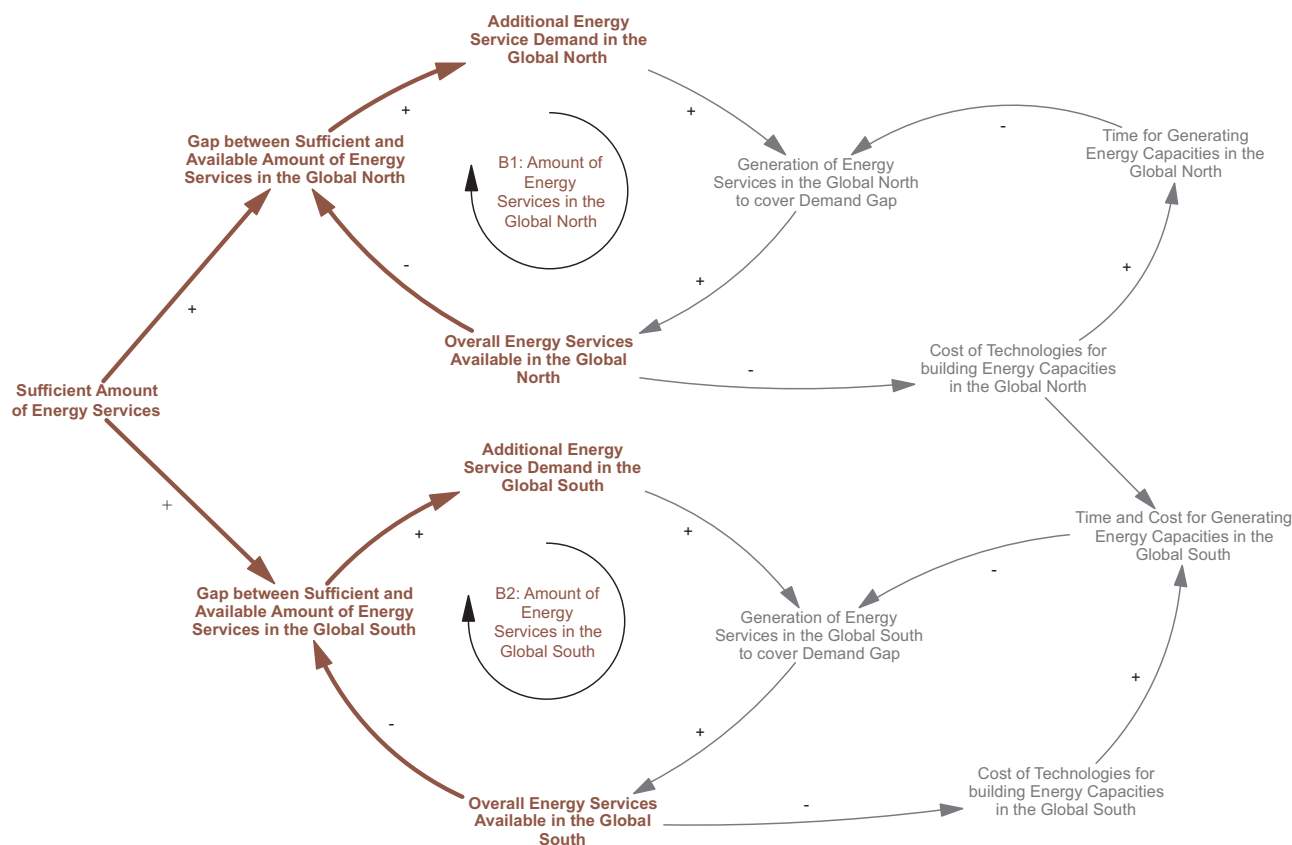 Additional Energy
Service Demand in the
Global North
+
+
-
Gap between Sufficient and
Available Amount of Energy
Services in the Global North
B1: Amount of
Energy
Services in the
Global North
Generation of Energy
Services in the Global North
to cover Demand Gap
Time for Generating
Energy Capacities in the
Global North
+
-
+
+
Overall Energy Services
Available in the Global
North
-
Cost of Technologies for
building Energy Capacities
in the Global North
Sufficient Amount
of Energy Services
Additional Energy
Service Demand in the
Global South
+
+
+
-
Time and Cost for Generating
Energy Capacities in the
Global South
Gap between Sufficient and
Available Amount of Energy
Services in the Global South
B2: Amount of
Energy
Services in the
Global South
Generation of Energy
Services in the Global South
to cover Demand Gap
-
+
+
Overall Energy Services
Available in the Global
South
-
Cost of Technologies for
building Energy Capacities
in the Global South